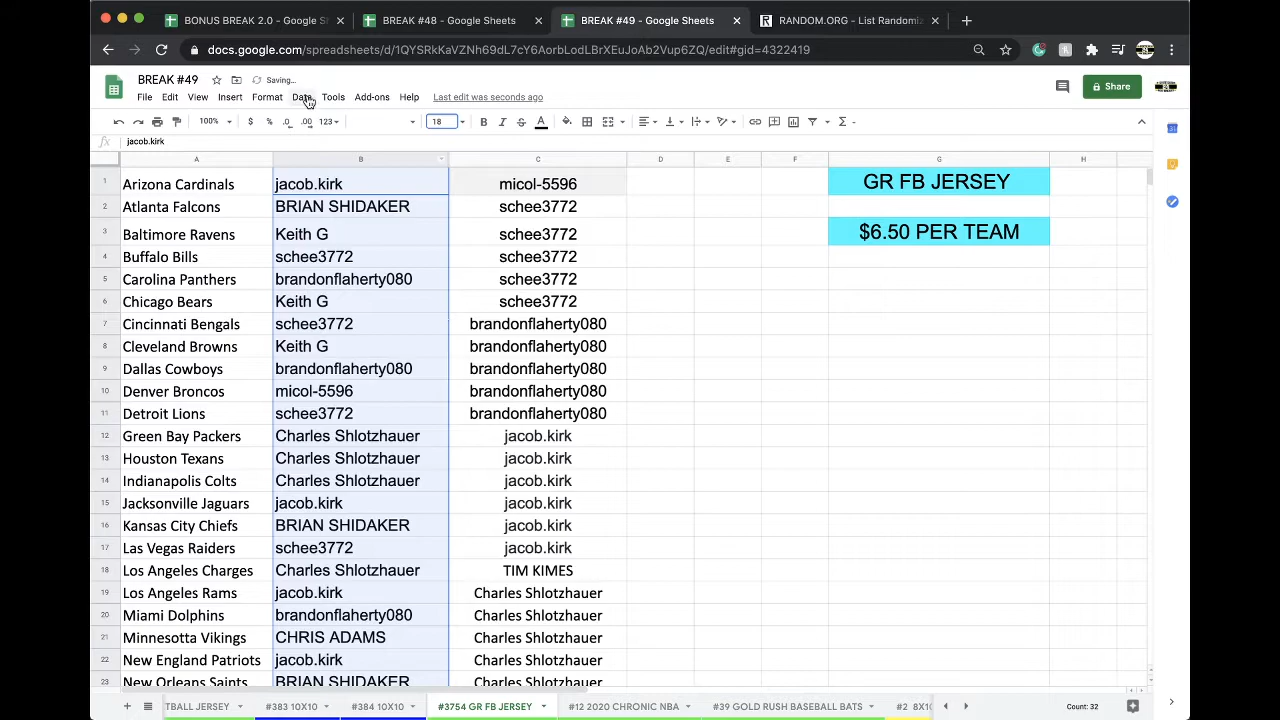 BONUS BREAK 2.0 - Google Sh
BREAK #48 - Google Sheets
BREAK #49 - Google Sheets
RANDOM.ORG - List Randomiz
docs.google.com/spreadsheets/d/1QYSRkKaVZNh69dL7cY6AorbLodLBrXEuJoAb2Vup6ZQ/edit#gid=4322419
BREAK #49
Saving...
File Edit View Insert Format Data Tools Add-ons Help Last edit was seconds ago
Share
100% $ % .0 .00 123 18 B I S A
fx jacob.kirk
A B C D E F G H
1 Arizona Cardinals jacob.kirk micol-5596 GR FB JERSEY
2 Atlanta Falcons BRIAN SHIDAKER schee3772
3 Baltimore Ravens Keith G schee3772 $6.50 PER TEAM
4 Buffalo Bills schee3772 schee3772
5 Carolina Panthers brandonflaherty080 schee3772
6 Chicago Bears Keith G schee3772
7 Cincinnati Bengals schee3772 brandonflaherty080
8 Cleveland Browns Keith G brandonflaherty080
9 Dallas Cowboys brandonflaherty080 brandonflaherty080
10 Denver Broncos micol-5596 brandonflaherty080
11 Detroit Lions schee3772 brandonflaherty080
12 Green Bay Packers Charles Shlotzhauer jacob.kirk
13 Houston Texans Charles Shlotzhauer jacob.kirk
14 Indianapolis Colts Charles Shlotzhauer jacob.kirk
15 Jacksonville Jaguars jacob.kirk jacob.kirk
16 Kansas City Chiefs BRIAN SHIDAKER jacob.kirk
17 Las Vegas Raiders schee3772 jacob.kirk
18 Los Angeles Charges Charles Shlotzhauer TIM KIMES
19 Los Angeles Rams jacob.kirk Charles Shlotzhauer
20 Miami Dolphins brandonflaherty080 Charles Shlotzhauer
21 Minnesota Vikings CHRIS ADAMS Charles Shlotzhauer
22 New England Patriots jacob.kirk Charles Shlotzhauer
23 New Orleans Saints BRIAN SHIDAKER Charles Shlotzhauer
TBALL JERSEY #383 10X10 #384 10X10 #3754 GR FB JERSEY #12 2020 CHRONIC NBA #39 GOLD RUSH BASEBALL BATS #2 8X1 Count: 32